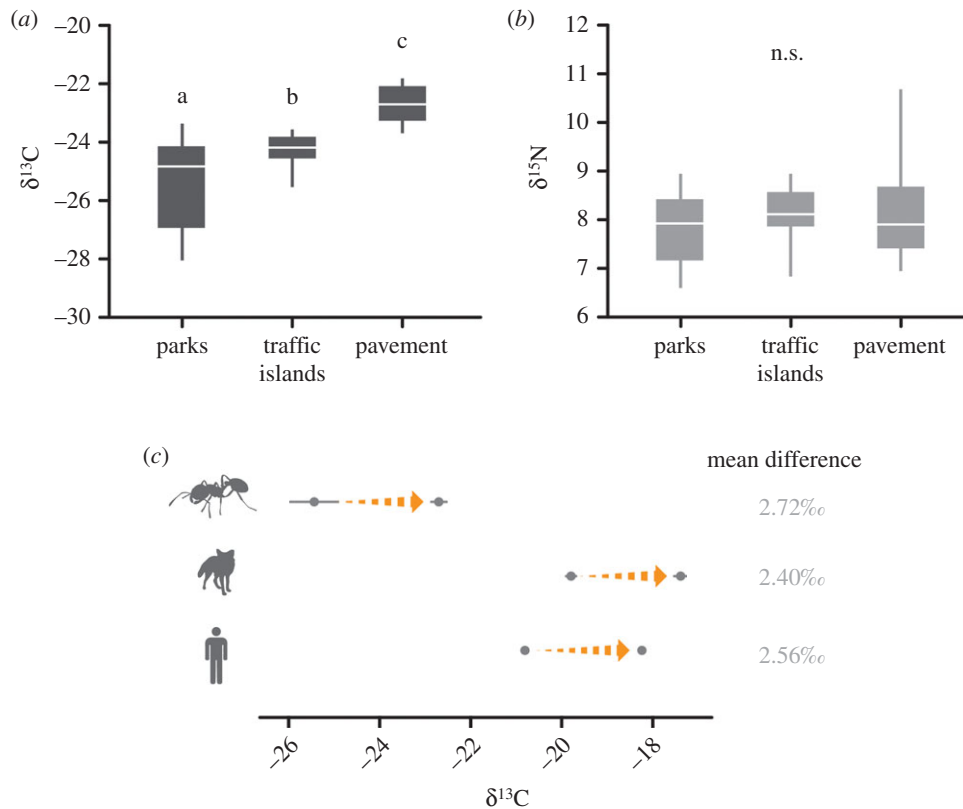 (a)
−20
−22
−24
−26
−28
−30
δ¹³C
a
b
c
parks
traffic
islands
pavement
(b)
12
11
10
9
8
7
6
δ¹⁵N
n.s.
parks
traffic
islands
pavement
(c)
mean difference
2.72‰
2.40‰
2.56‰
−26
−24
−22
−20
−18
δ¹³C